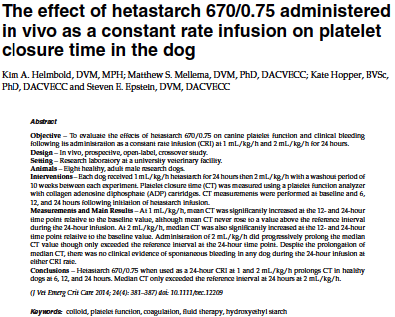 The effect of hetastarch 670/0.75 administered
in vivo as a constant rate infusion on platelet
closure time in the dog
Kim A. Helmbold, DVM, MPH; Matthew S. Mellema, DVM, PhD, DACVECC; Kate Hopper, BVSc,
PhD, DACVECC and Steven E. Epstein, DVM, DACVECC
Abstract
Objective – To evaluate the effects of hetastarch 670/0.75 on canine platelet function and clinical bleeding
following its administration as a constant rate infusion (CRI) at 1 mL/kg/h and 2 mL/kg/h for 24 hours.
Design – In vivo, prospective, open-label, crossover study.
Setting – Research laboratory at a university veterinary facility.
Animals – Eight healthy, adult male research dogs.
Interventions – Each dog received 1 mL/kg/h hetastarch for 24 hours then 2 mL/kg/h with a washout period of
10 weeks between each experiment. Platelet closure time (CT) was measured using a platelet function analyzer
with collagen adenosine diphosphate (ADP) cartridges. CT measurements were performed at baseline and 6,
12, and 24 hours following initiation of hetastarch infusion.
Measurements and Main Results – At 1 mL/kg/h, mean CT was significantly increased at the 12- and 24-hour
time point relative to the baseline value, although mean CT never rose to a value above the reference interval
during the 24-hour infusion. At 2 mL/kg/h, median CT was also significantly increased at the 12- and 24-hour
time point relative to the baseline value. Administration of 2 mL/kg/h did progressively prolong the median
CT value though only exceeded the reference interval at the 24-hour time point. Despite the prolongation of
median CT, there was no clinical evidence of spontaneous bleeding in any dog during the 24-hour infusion at
either CRI rate.
Conclusions – Hetastarch 670/0.75 when used as a 24-hour CRI at 1 and 2 mL/kg/h prolongs CT in healthy
dogs at 6, 12, and 24 hours. Median CT only exceeded the reference interval at 24 hours at 2 mL/kg/h.
(J Vet Emerg Crit Care 2014; 24(4): 381–387) doi: 10.1111/vec.12209
Keywords: colloid, platelet function, coagulation, fluid therapy, hydroxyethyl starch